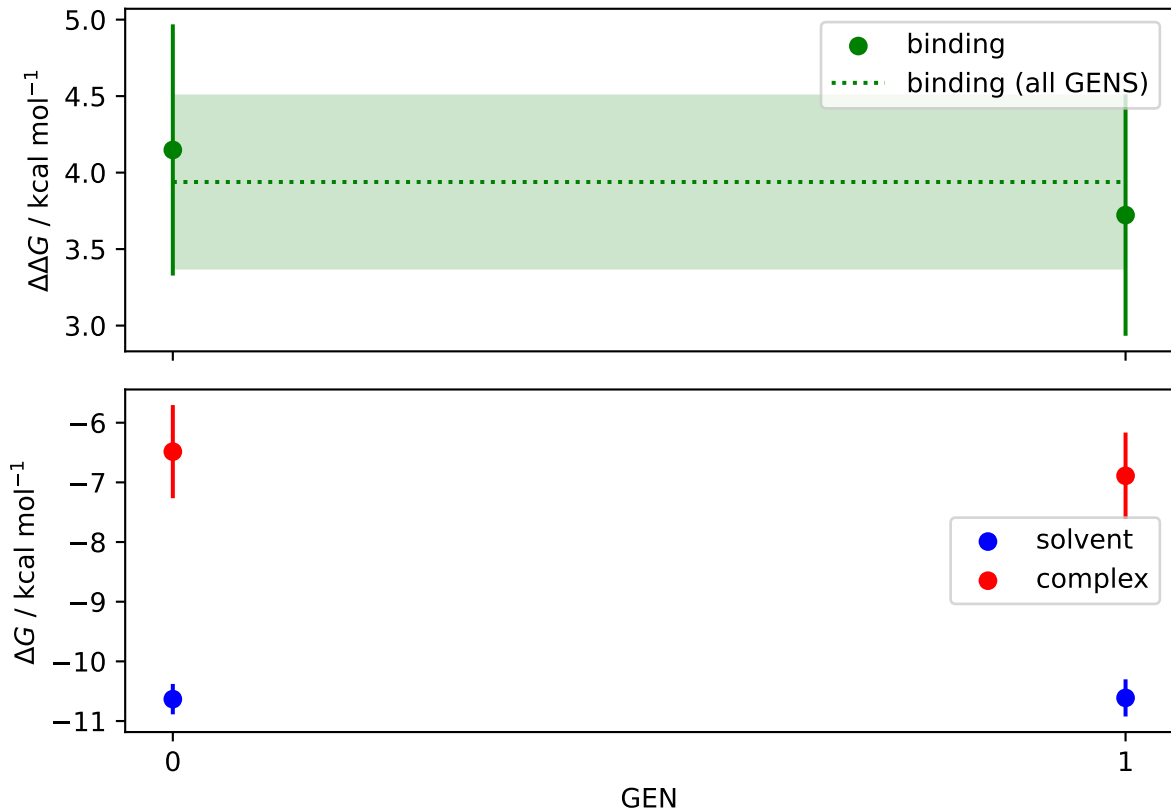 5.0
4.5
4.0
3.5
3.0
ΔΔG / kcal mol⁻¹
binding
binding (all GENS)
−6
−7
−8
−9
−10
−11
ΔG / kcal mol⁻¹
solvent
complex
0
1
GEN